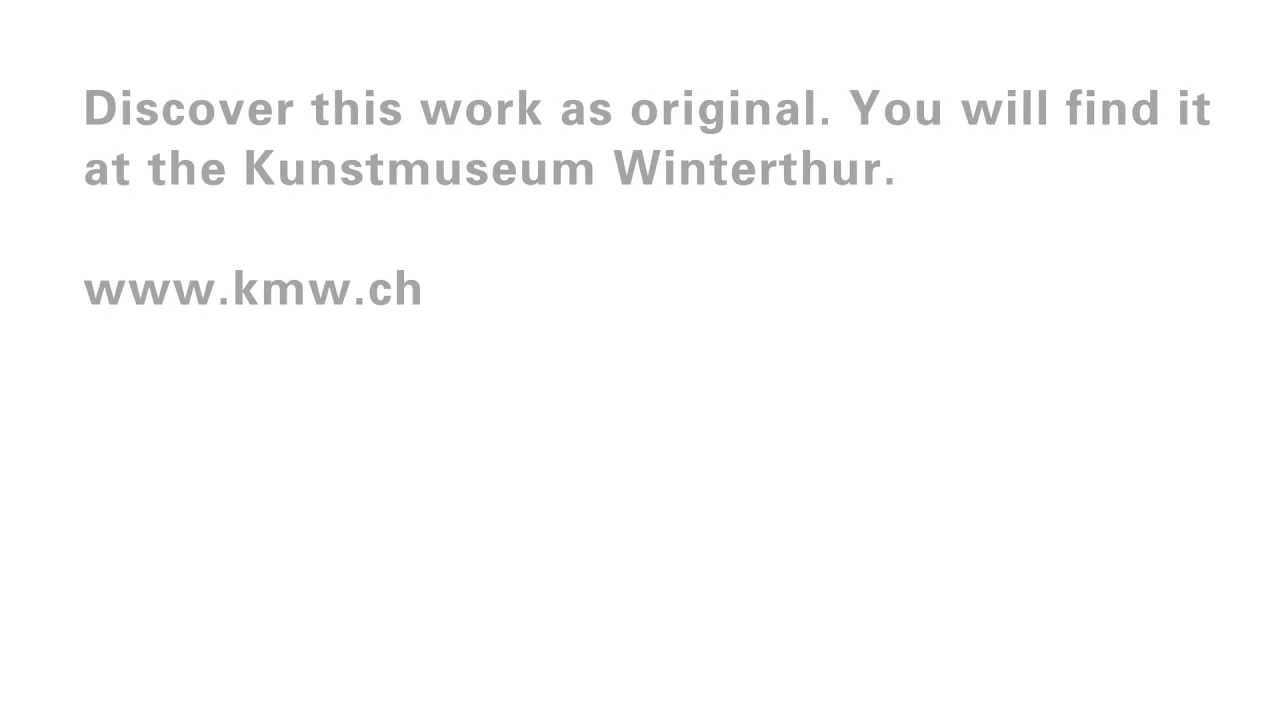 Discover this work as original. You will find it
at the Kunstmuseum Winterthur.
www.kmw.ch